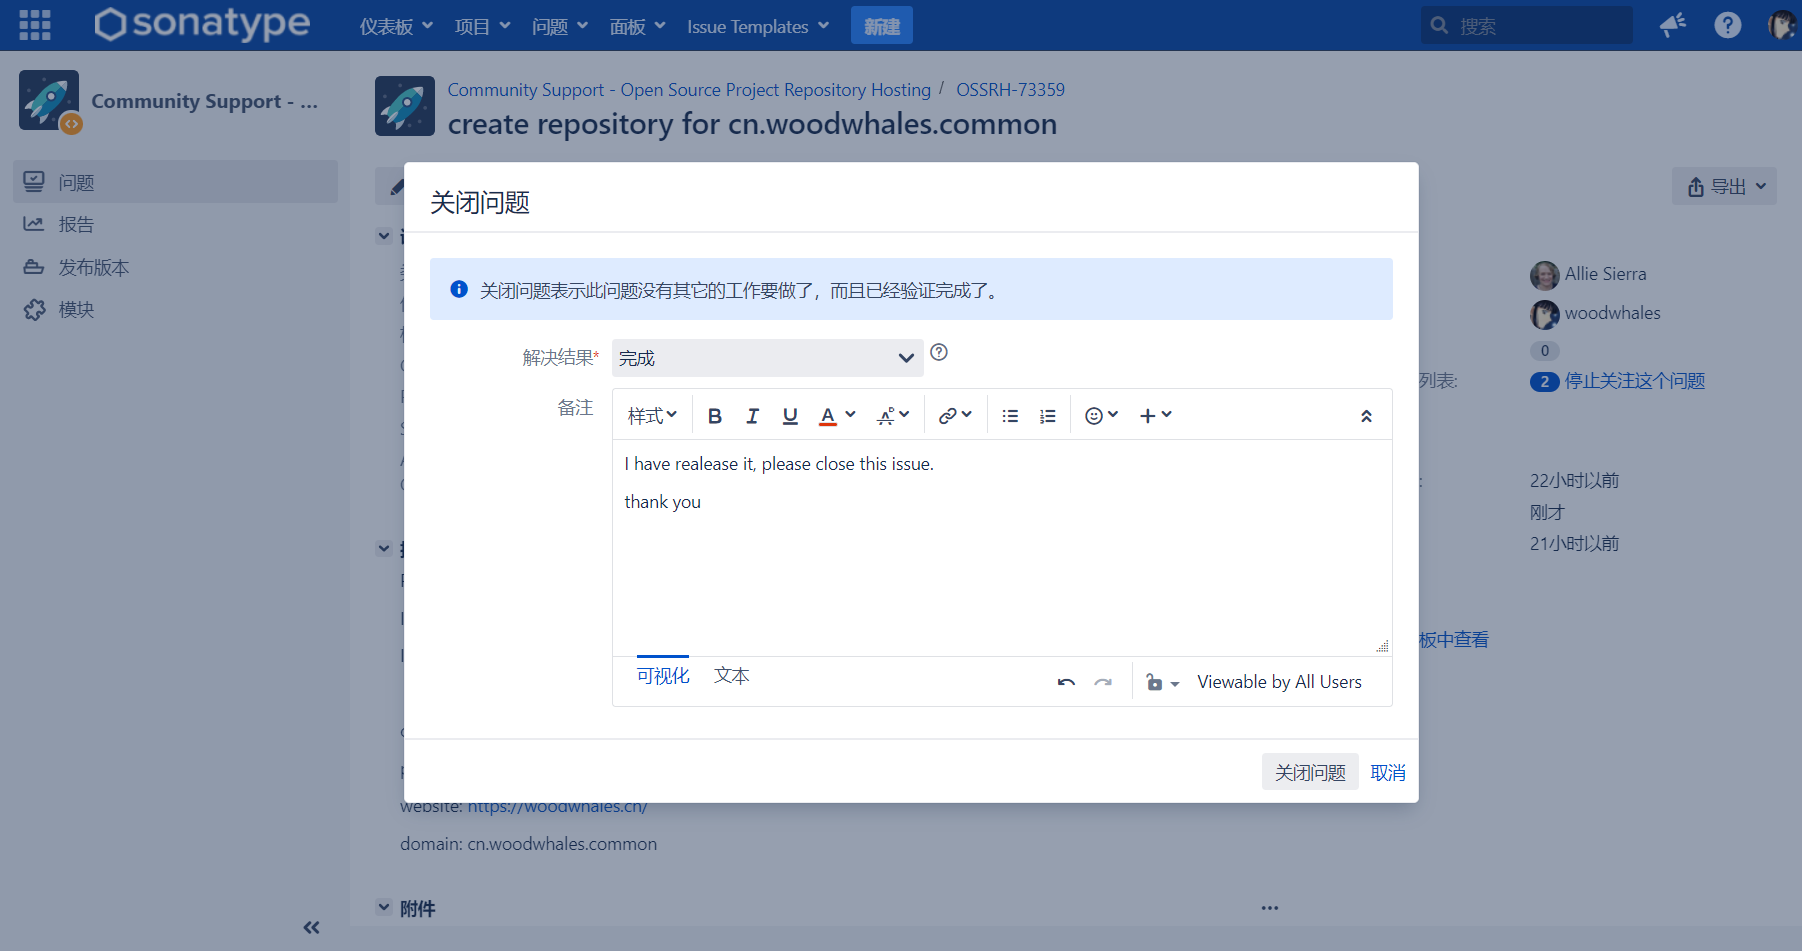 sonatype
仪表板 项目 问题 面板 Issue Templates 新建 搜索
Community Support - ...
问题
报告
发布版本
模块
Community Support - Open Source Project Repository Hosting / OSSRH-73359
create repository for cn.woodwhales.common
导出
关闭问题
关闭问题表示此问题没有其它的工作要做了，而且已经验证完成了。
解决结果* 完成
备注
样式
I have realease it, please close this issue.
thank you
可视化 文本 Viewable by All Users
关闭问题 取消
Allie Sierra
woodwhales
0
列表: 2 停止关注这个问题
22小时以前
刚才
21小时以前
板中查看
website: https://woodwhales.cn/
domain: cn.woodwhales.common
附件